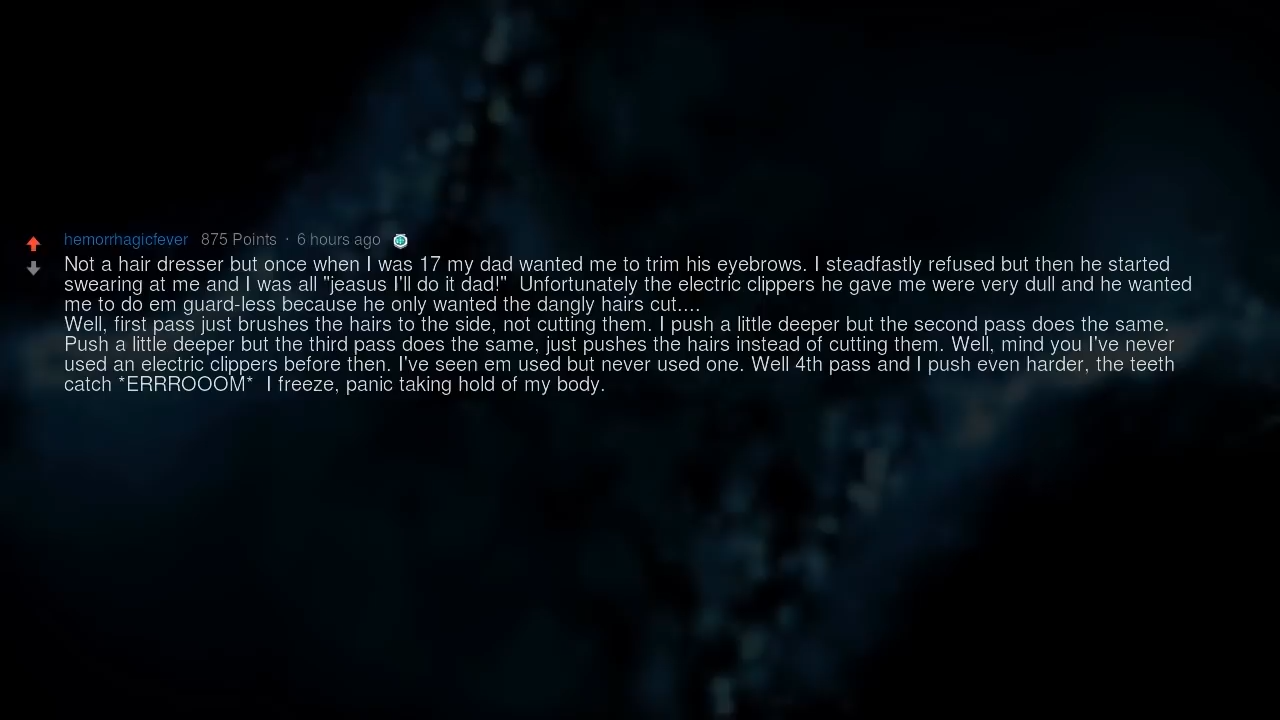 hemorrhagicfever 875 Points · 6 hours ago
Not a hair dresser but once when I was 17 my dad wanted me to trim his eyebrows. I steadfastly refused but then he started
swearing at me and I was all "jeasus I'll do it dad!"  Unfortunately the electric clippers he gave me were very dull and he wanted
me to do em guard-less because he only wanted the dangly hairs cut....
Well, first pass just brushes the hairs to the side, not cutting them. I push a little deeper but the second pass does the same.
Push a little deeper but the third pass does the same, just pushes the hairs instead of cutting them. Well, mind you I've never
used an electric clippers before then. I've seen em used but never used one. Well 4th pass and I push even harder, the teeth
catch *ERRROOOM*  I freeze, panic taking hold of my body.